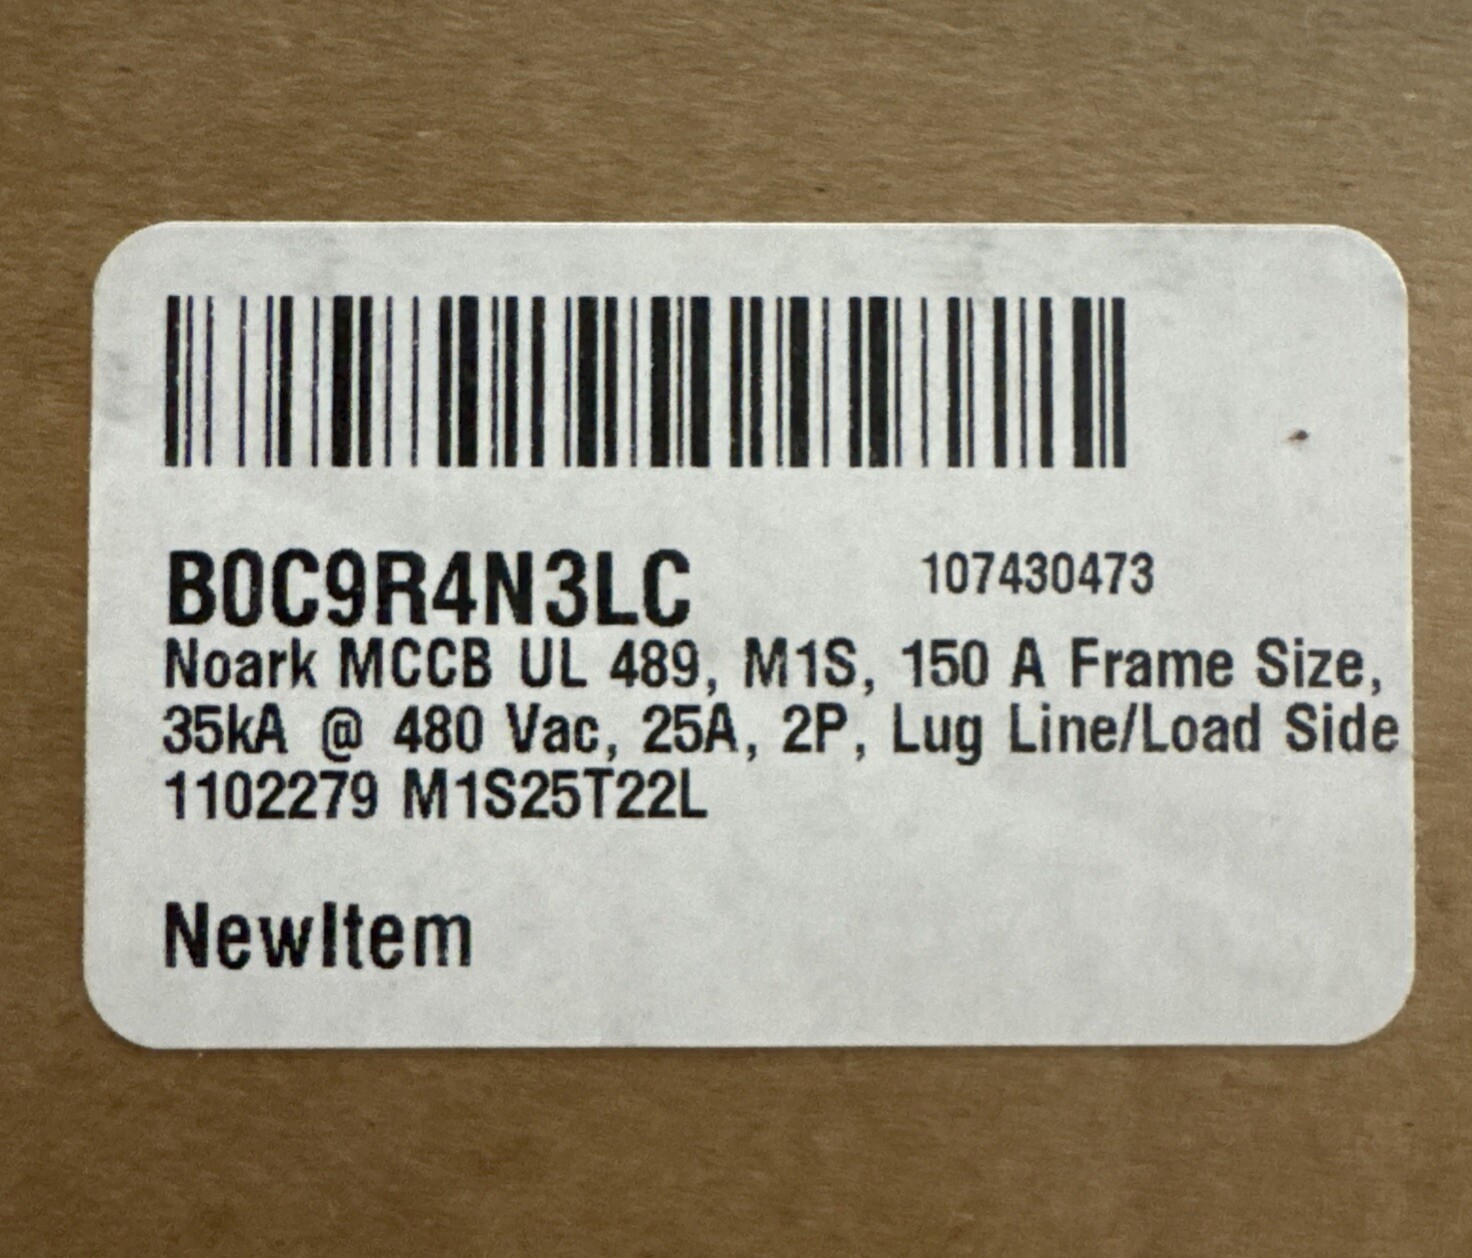 B0C9R4N3LC 107430473
Noark MCCB UL 489, M1S, 150 A Frame Size,
35kA @ 480 Vac, 25A, 2P, Lug Line/Load Side
1102279 M1S25T22L
NewItem